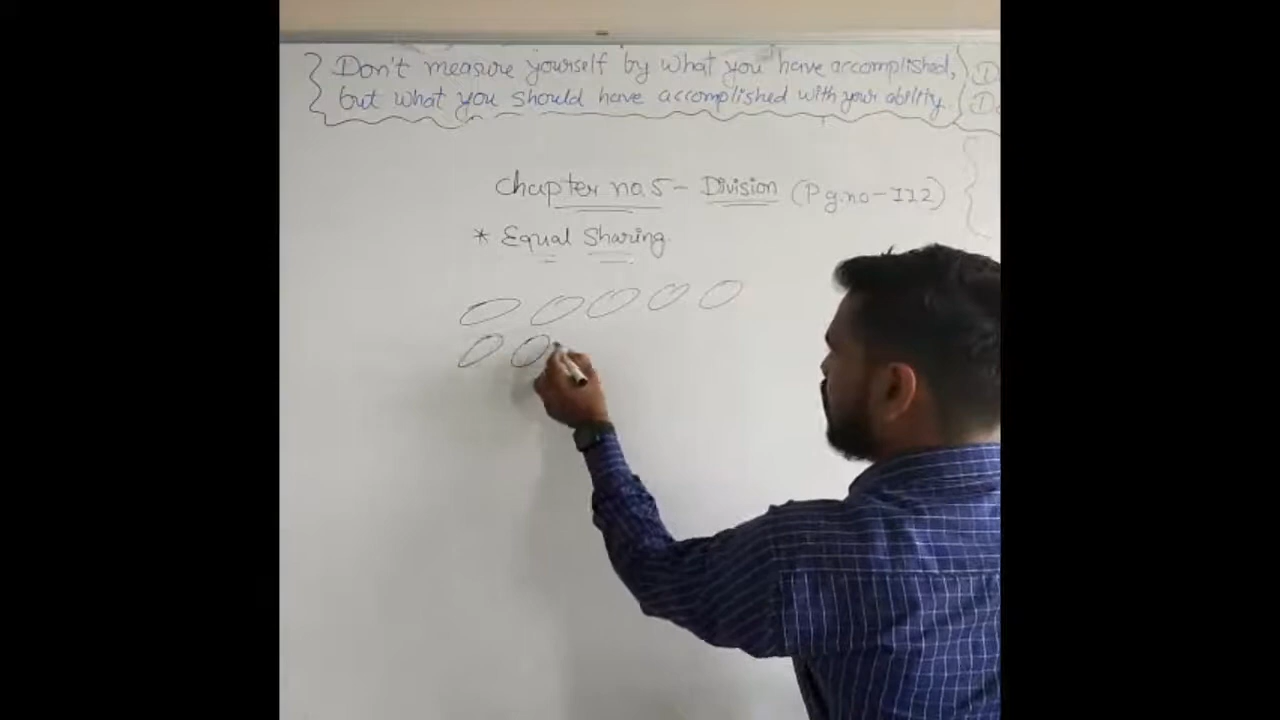 Don't measure yourself by what you have accomplished,
but what you should have accomplished with your ability.
Chapter no.5 - Division (Pg.no-112)
* Equal Sharing